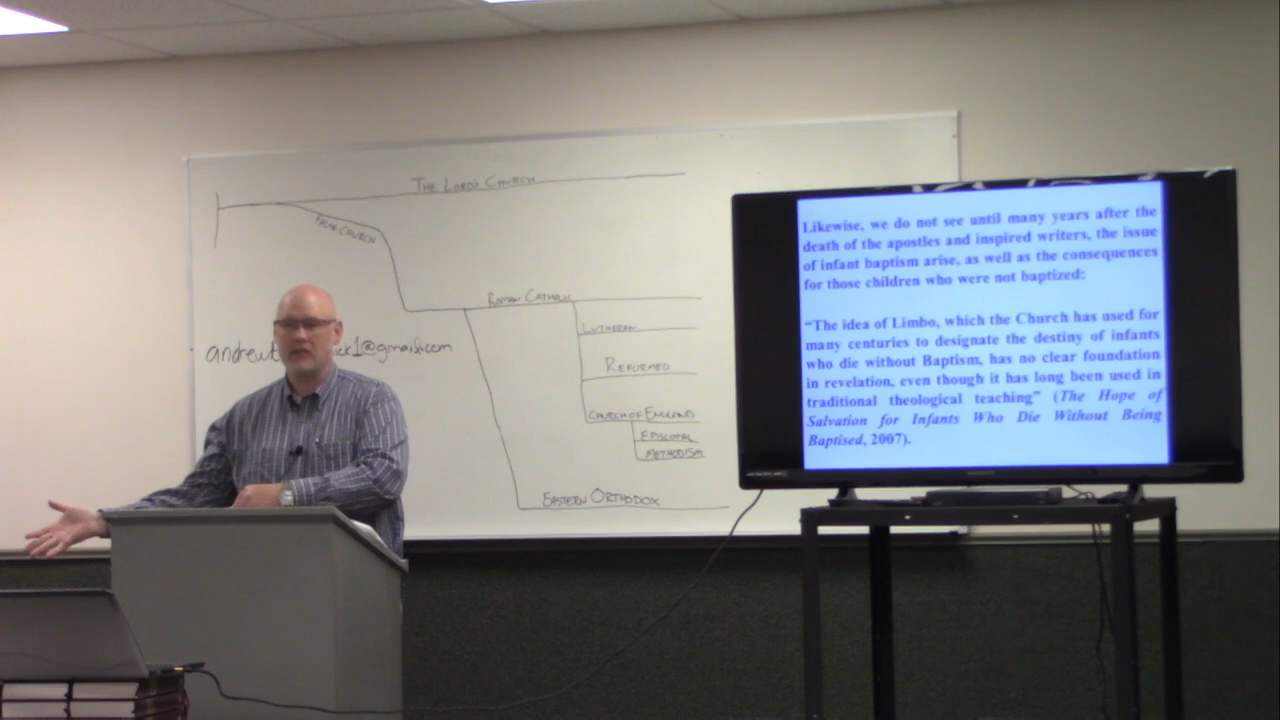 THE LORD'S CHURCH
FALSE CHURCH
ROMAN CATHOLIC
LUTHERAN
REFORMED
CHURCH OF ENGLAND
EPISCOPAL
METHODISM
EASTERN ORTHODOX
Likewise, we do not see until many years after the
death of the apostles and inspired writers, the issue
of infant baptism arise, as well as the consequences
for those children who were not baptized:
“The idea of Limbo, which the Church has used for
many centuries to designate the destiny of infants
who die without Baptism, has no clear foundation
in revelation, even though it has long been used in
traditional theological teaching” (The Hope of
Salvation for Infants Who Die Without Being
Baptised, 2007).